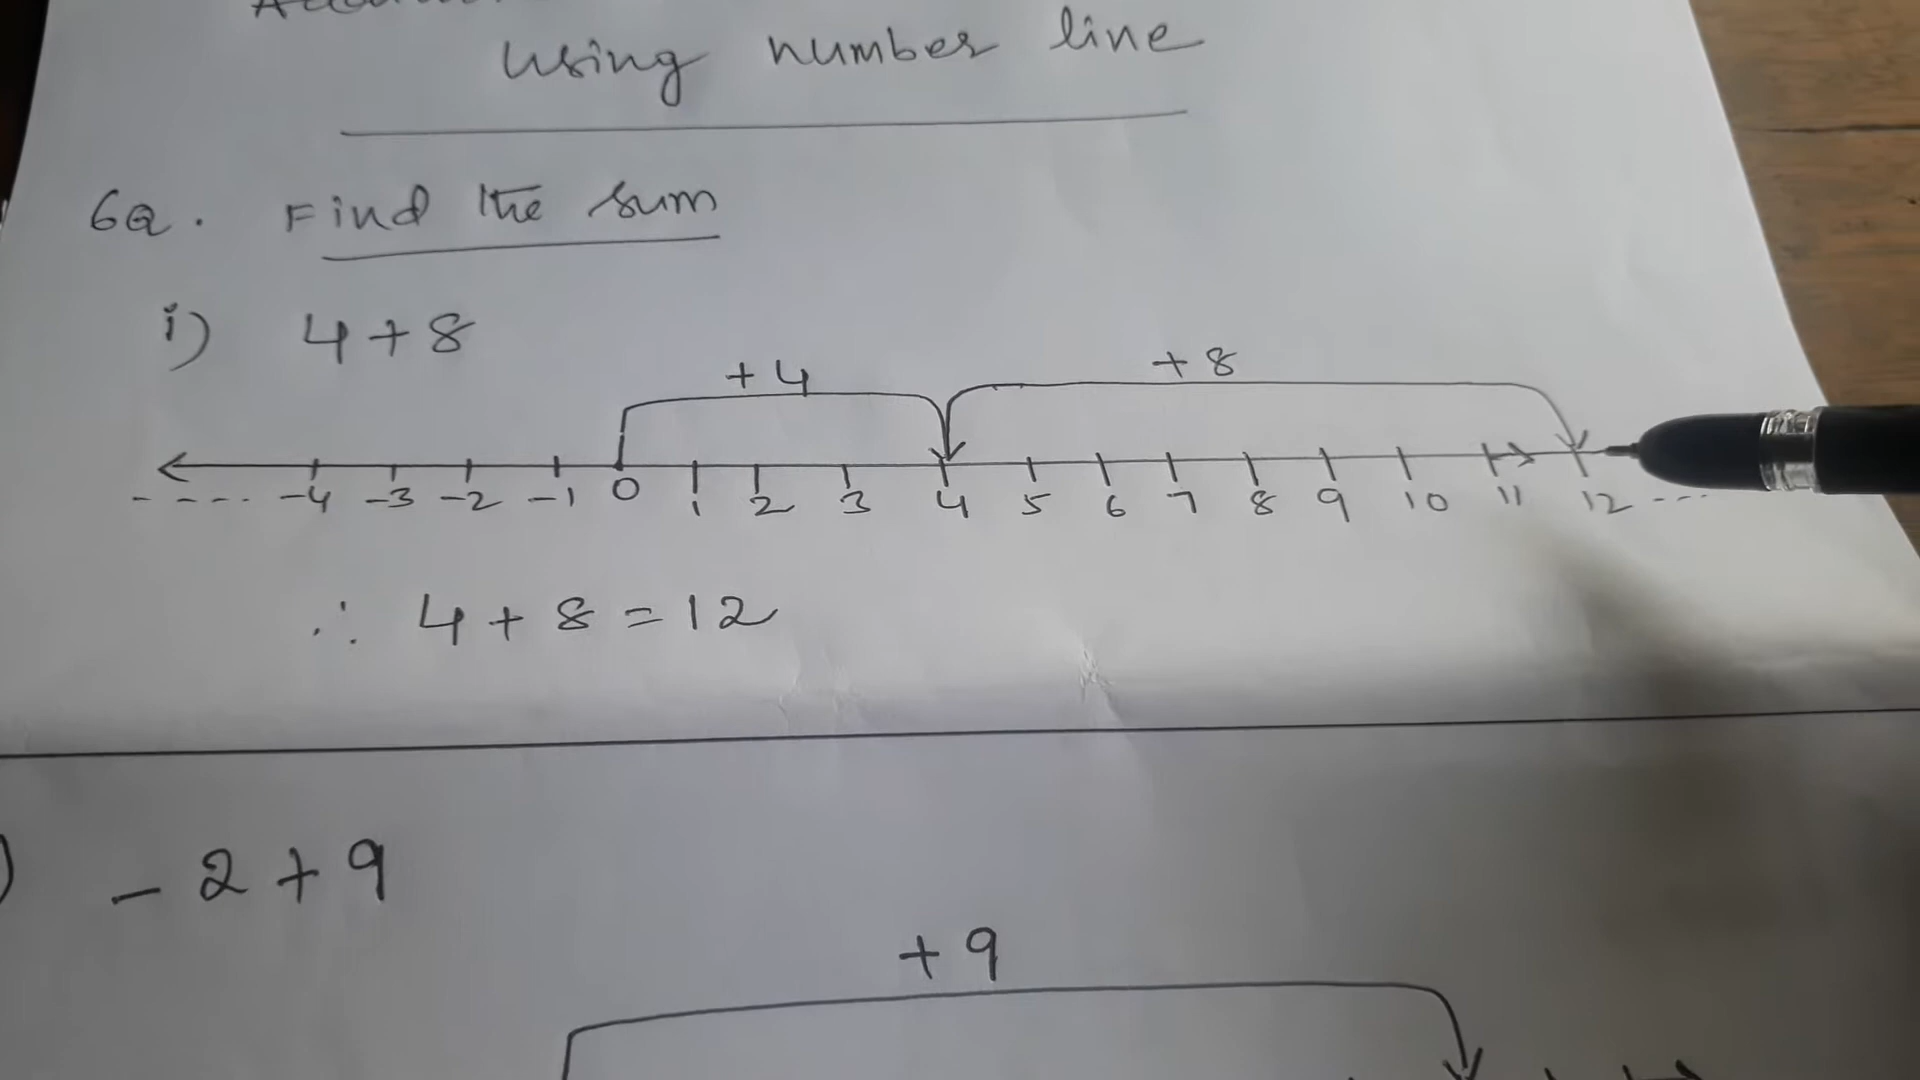 using number line
6Q. Find the sum
i) 4+8
+4 +8
---- -4 -3 -2 -1 0 1 2 3 4 5 6 7 8 9 10 11 12 ---
∴ 4 + 8 = 12
) - 2 + 9
+ 9